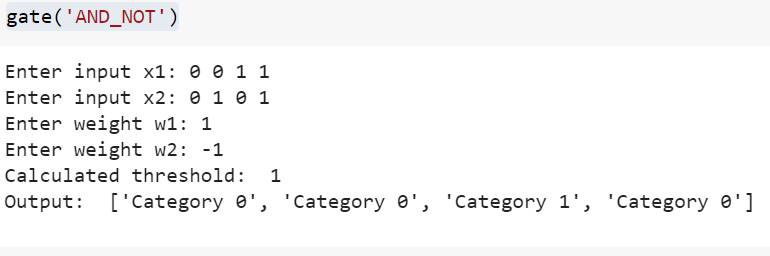 gate('AND_NOT')
Enter input x1: 0 0 1 1
Enter input x2: 0 1 0 1
Enter weight w1: 1
Enter weight w2: -1
Calculated threshold:  1
Output:  ['Category 0', 'Category 0', 'Category 1', 'Category 0']